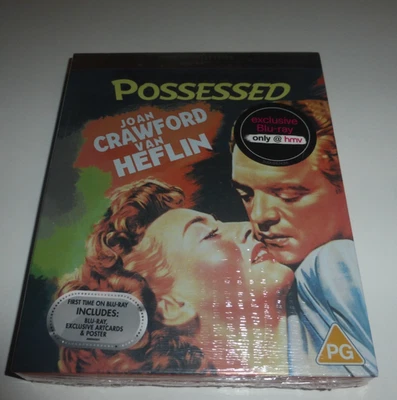 POSSESSED
JOAN
CRAWFORD
VAN
HEFLIN
exclusive
Blu-ray
only @ hmv
FIRST TIME ON BLU-RAY
INCLUDES:
BLU-RAY,
EXCLUSIVE ARTCARDS
& POSTER
PG